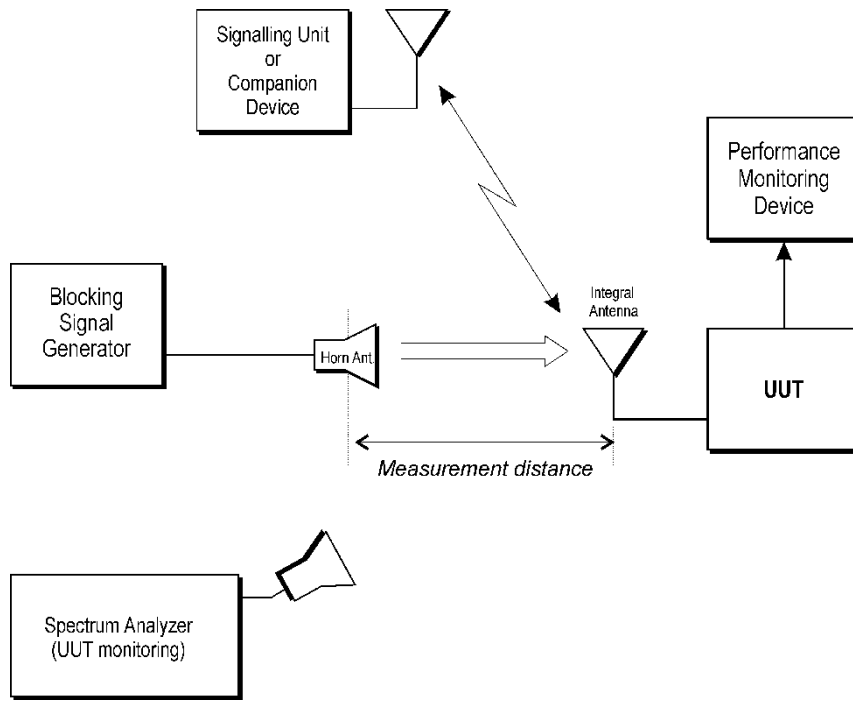 Signalling Unit
or
Companion
Device
Performance
Monitoring
Device
Blocking
Signal
Generator
Horn Ant.
Integral
Antenna
UUT
Measurement distance
Spectrum Analyzer
(UUT monitoring)